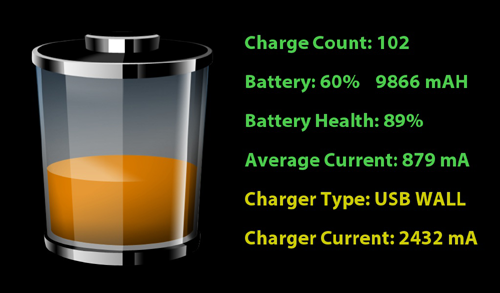 Charge Count: 102
Battery: 60% 9866 mAH
Battery Health: 89%
Average Current: 879 mA
Charger Type: USB WALL
Charger Current: 2432 mA